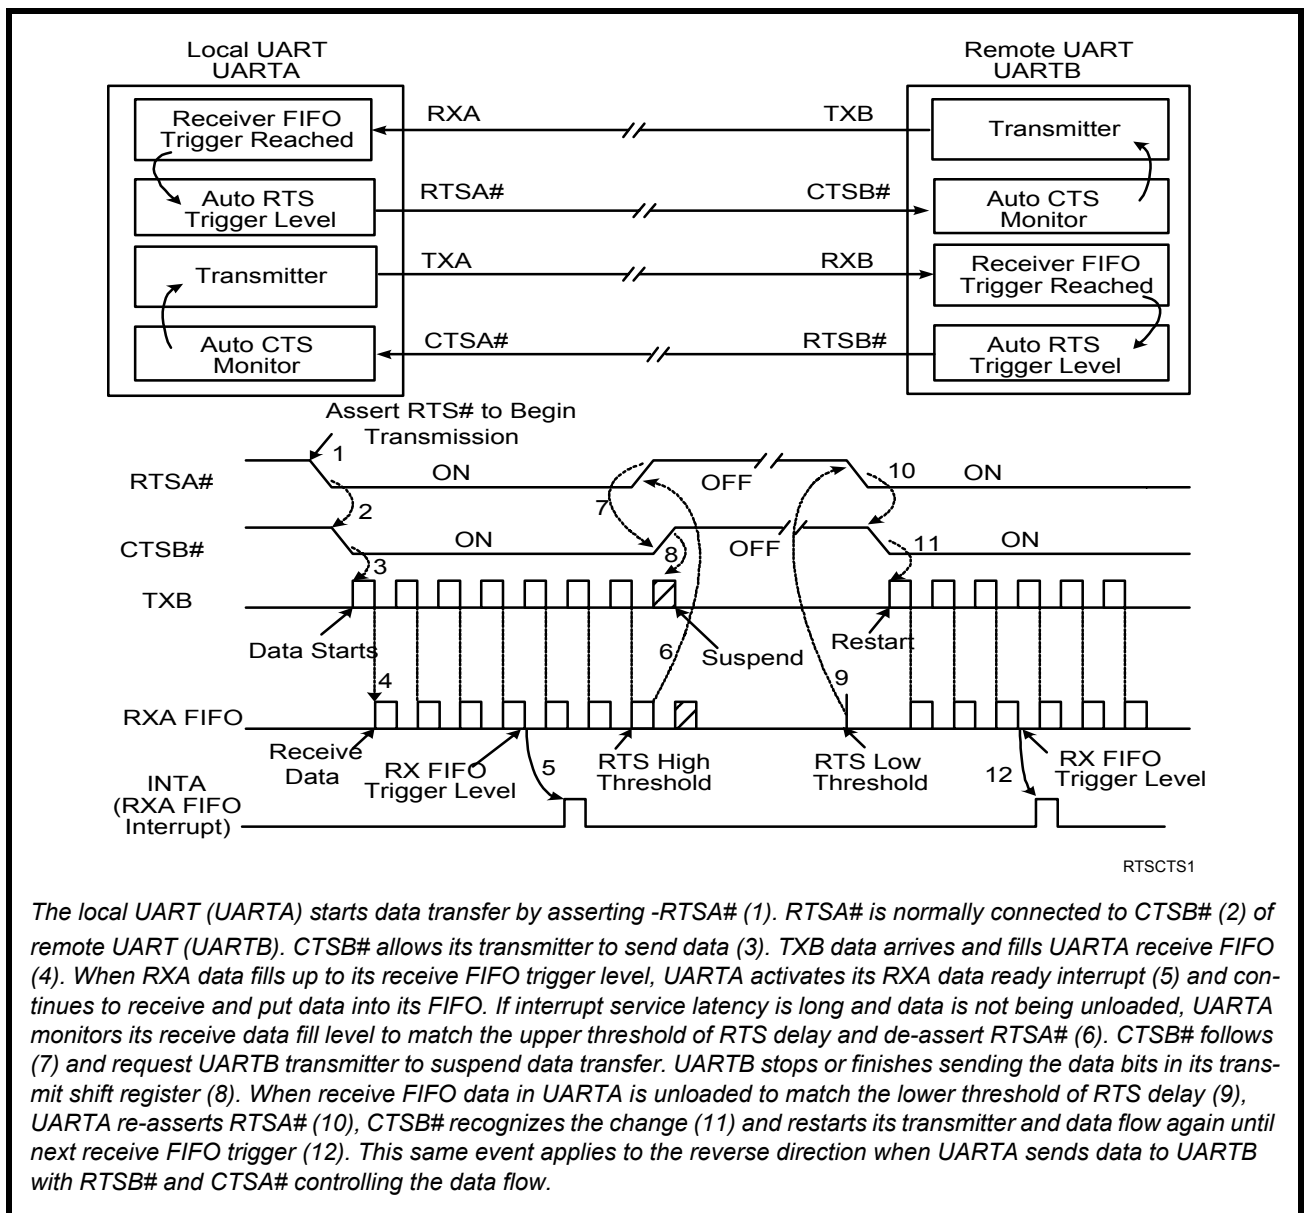 Local UART
UARTA
Remote UART
UARTB
Receiver FIFO
Trigger Reached
RXA
TXB
Transmitter
Auto RTS
Trigger Level
RTSA#
CTSB#
Auto CTS
Monitor
Transmitter
TXA
RXB
Receiver FIFO
Trigger Reached
Auto CTS
Monitor
CTSA#
RTSB#
Auto RTS
Trigger Level
Assert RTS# to Begin
Transmission
RTSA#
1
ON
OFF
10
ON
2
7
CTSB#
ON
8
OFF
11
ON
3
TXB
Data Starts
6
Suspend
Restart
4
9
RXA FIFO
Receive
Data
RX FIFO
Trigger Level
5
RTS High
Threshold
RTS Low
Threshold
12
RX FIFO
Trigger Level
INTA
(RXA FIFO
Interrupt)
RTSCTS1
The local UART (UARTA) starts data transfer by asserting -RTSA# (1). RTSA# is normally connected to CTSB# (2) of
remote UART (UARTB). CTSB# allows its transmitter to send data (3). TXB data arrives and fills UARTA receive FIFO
(4). When RXA data fills up to its receive FIFO trigger level, UARTA activates its RXA data ready interrupt (5) and con-
tinues to receive and put data into its FIFO. If interrupt service latency is long and data is not being unloaded, UARTA
monitors its receive data fill level to match the upper threshold of RTS delay and de-assert RTSA# (6). CTSB# follows
(7) and request UARTB transmitter to suspend data transfer. UARTB stops or finishes sending the data bits in its trans-
mit shift register (8). When receive FIFO data in UARTA is unloaded to match the lower threshold of RTS delay (9),
UARTA re-asserts RTSA# (10), CTSB# recognizes the change (11) and restarts its transmitter and data flow again until
next receive FIFO trigger (12). This same event applies to the reverse direction when UARTA sends data to UARTB
with RTSB# and CTSA# controlling the data flow.